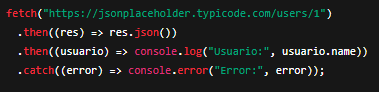 fetch("https://jsonplaceholder.typicode.com/users/1")
.then((res) => res.json())
.then((usuario) => console.log("Usuario:", usuario.name))
.catch((error) => console.error("Error:", error));